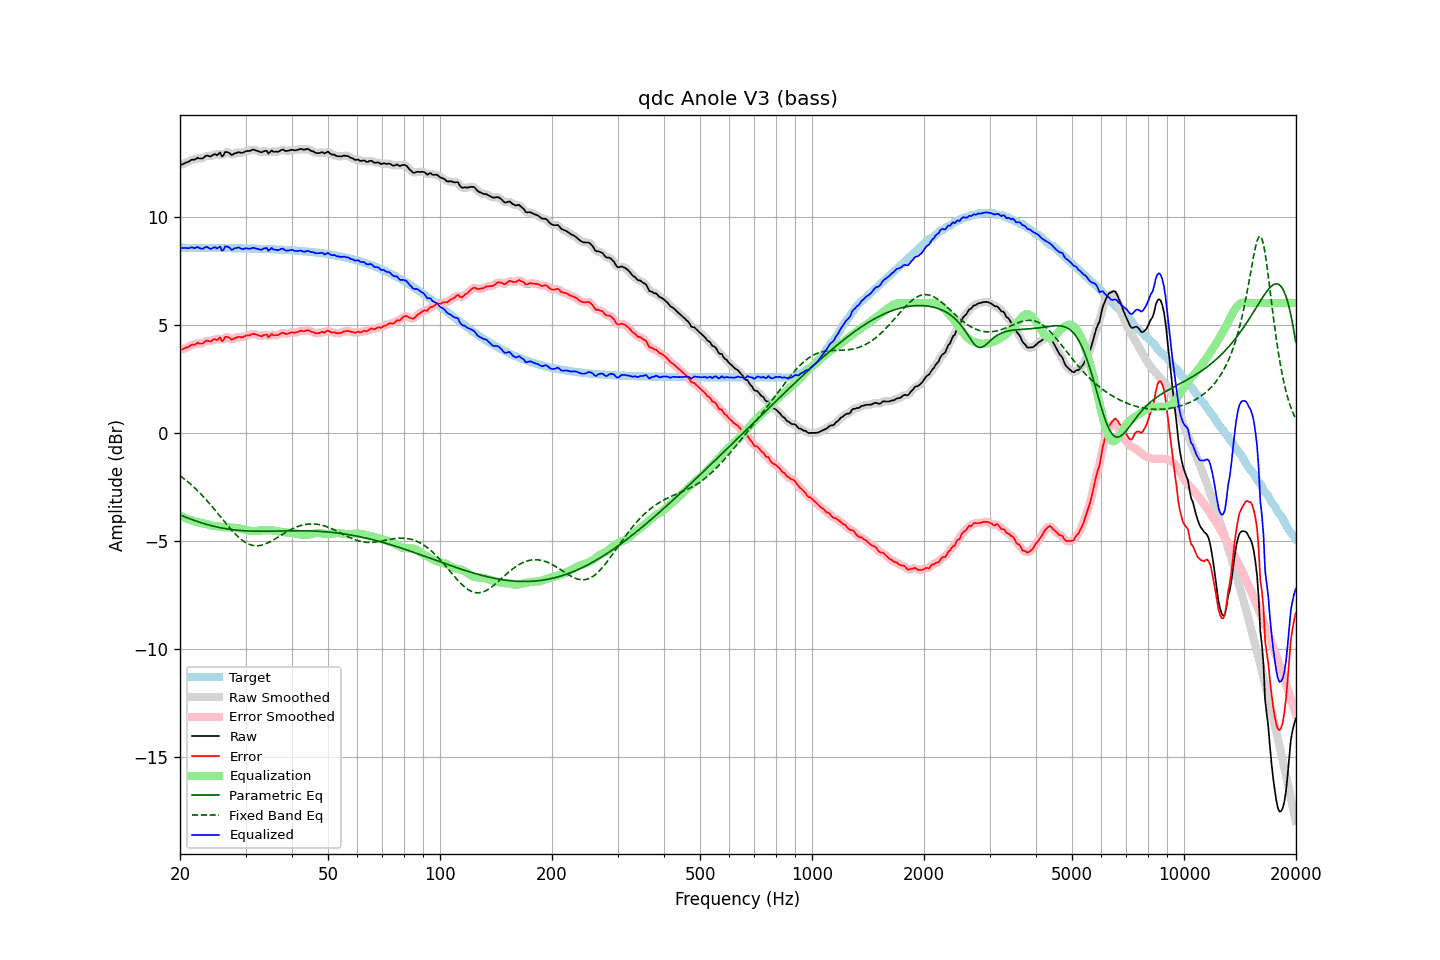 qdc Anole V3 (bass)
Amplitude (dBr)
10
5
0
−5
−10
−15
Target
Raw Smoothed
Error Smoothed
Raw
Error
Equalization
Parametric Eq
Fixed Band Eq
Equalized
20 50 100 200 500 1000 2000 5000 10000 20000
Frequency (Hz)